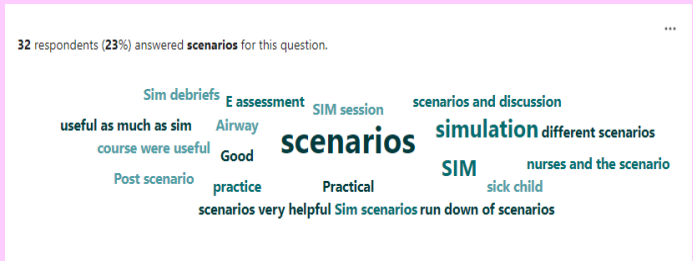 32 respondents (23%) answered scenarios for this question.
Sim debriefs E assessment SIM session scenarios and discussion
useful as much as sim Airway scenarios simulation different scenarios
course were useful Good SIM nurses and the scenario
Post scenario practice Practical sick child
scenarios very helpful Sim scenarios run down of scenarios